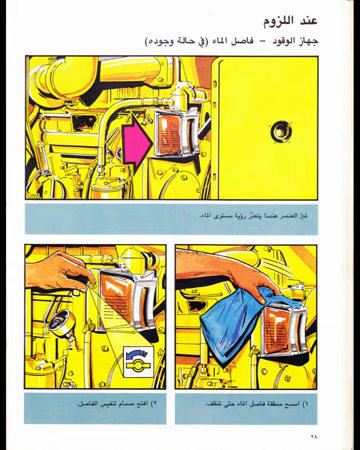 عند اللزوم
جهاز الوقود – فاصل الماء (في حالة وجوده)
غيّر العنصر عندما يتعذّر رؤية مستوى الماء.
١) امسح منطقة فاصل الماء حتى تنظف.
٢) افتح صمام تنفيس الفاصل.
٢٨